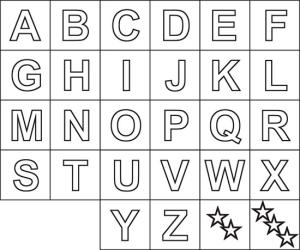 A B C D E F
G H I J K L
M N O P Q R
S T U V W X
Y Z